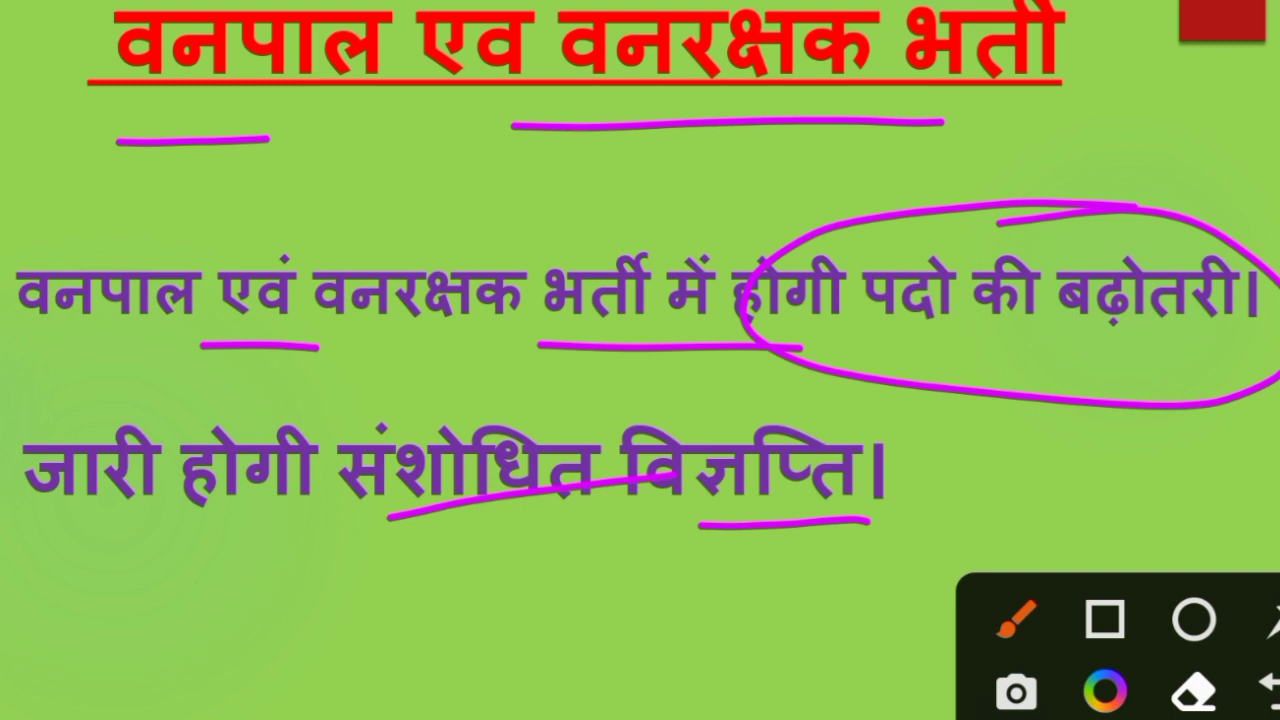 वनपाल एव वनरक्षक भर्ती
वनपाल एवं वनरक्षक भर्ती में होगी पदो की बढ़ोतरी।
जारी होगी संशोधित विज्ञप्ति।